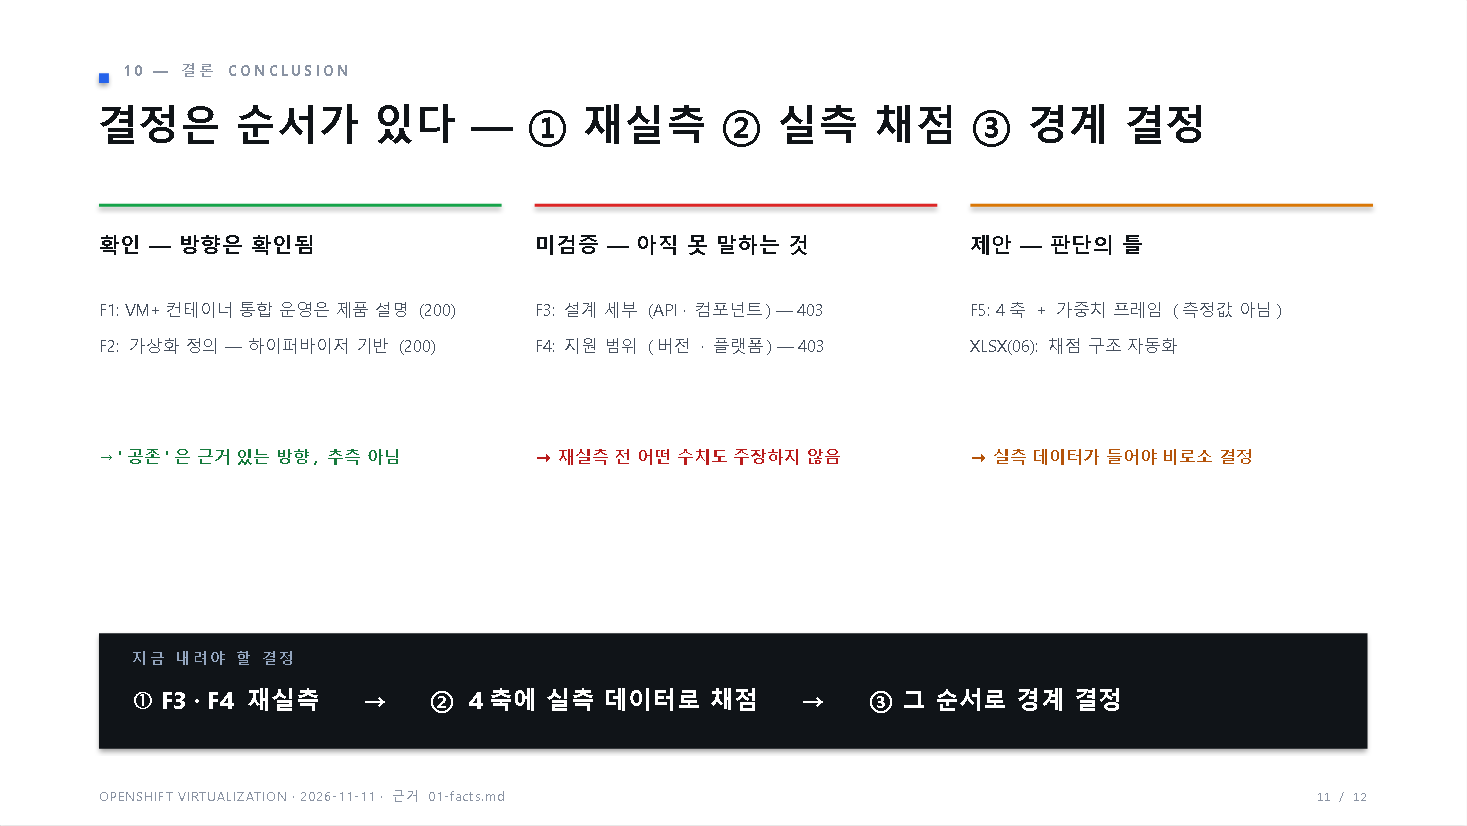 10 — 결론 CONCLUSION
결정은 순서가 있다 — ① 재실측 ② 실측 채점 ③ 경계 결정
확인 — 방향은 확인됨
F1: VM+ 컨테이너 통합 운영은 제품 설명 (200)
F2: 가상화 정의 — 하이퍼바이저 기반 (200)
→ ' 공존 ' 은 근거 있는 방향 , 추측 아님
미검증 — 아직 못 말하는 것
F3: 설계 세부 (API · 컴포넌트 ) — 403
F4: 지원 범위 ( 버전 · 플랫폼 ) — 403
→ 재실측 전 어떤 수치도 주장하지 않음
제안 — 판단의 틀
F5: 4 축 + 가중치 프레임 ( 측정값 아님 )
XLSX(06): 채점 구조 자동화
→ 실측 데이터가 들어야 비로소 결정
지금 내려야 할 결정
① F3 · F4 재실측 → ② 4 축에 실측 데이터로 채점 → ③ 그 순서로 경계 결정
OPENSHIFT VIRTUALIZATION · 2026-11-11 · 근거 01-facts.md
11 / 12